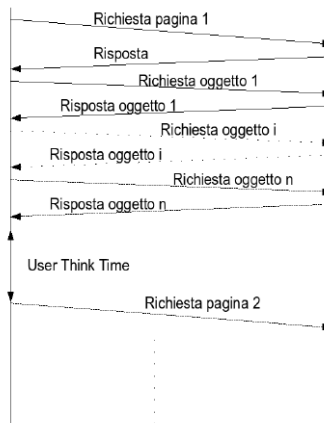 Richiesta pagina 1
Risposta
Richiesta oggetto 1
Risposta oggetto 1
Richiesta oggetto i
Risposta oggetto i
Richiesta oggetto n
Risposta oggetto n
User Think Time
Richiesta pagina 2